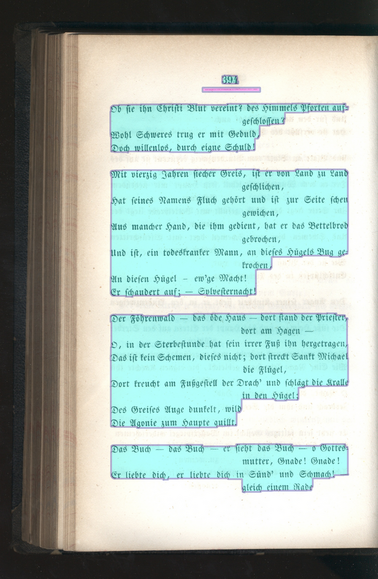 Ob sie ihn Christi Blut vereint? des Himmels Pforten auf-
geschlossen?
Wohl Schweres trug er mit Geduld,
Doch willenlos, durch eigne Schuld!
Mit vierzig Jahren siecher Greis, ist er von Land zu Land
geschlichen,
Hat seines Namens Fluch gehört und ist zur Seite scheu
gewichen,
Aus mancher Hand, die ihm gedient, hat er das Bettelbrod
gebrochen,
Und ist, ein todeskranker Mann, an dieses Hügels Bug ge-
krochen,
An diesen Hügel – ew'ge Macht!
Er schaudert auf; — Sylvesternacht!
Der Föhrenwald — das öde Haus — dort stand der Priester,
dort am Hagen —
O, in der Sterbestunde hat sein irrer Fuß ihn hergetragen,
Das ist kein Schemen, dieses nicht; dort streckt Sankt Michael
die Flügel,
Dort kreucht am Fußgestell der Drach' und schlägt die Kralle
in den Hügel;
Des Greises Auge dunkelt, wild
Die Agonie zum Haupte quillt.
Das Buch — das Buch — er sieht das Buch — o Gottes-
mutter, Gnade! Gnade!
Er liebte dich, er liebte dich in Sünd' und Schmach!
gleich einem Rade